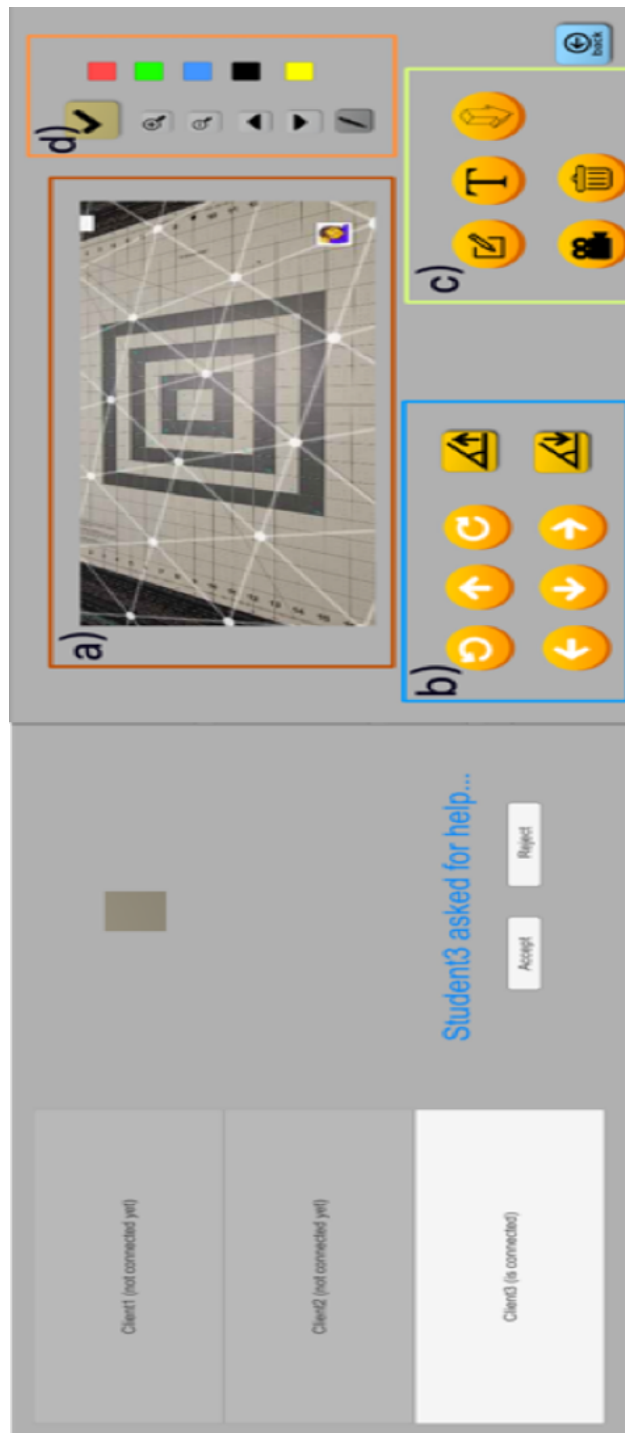 Client1 (not connected yet)
Client2 (not connected yet)
Client3 (is connected)
Student3 asked for help...
Accept
Reject
a)
d)
b)
c)
T
back